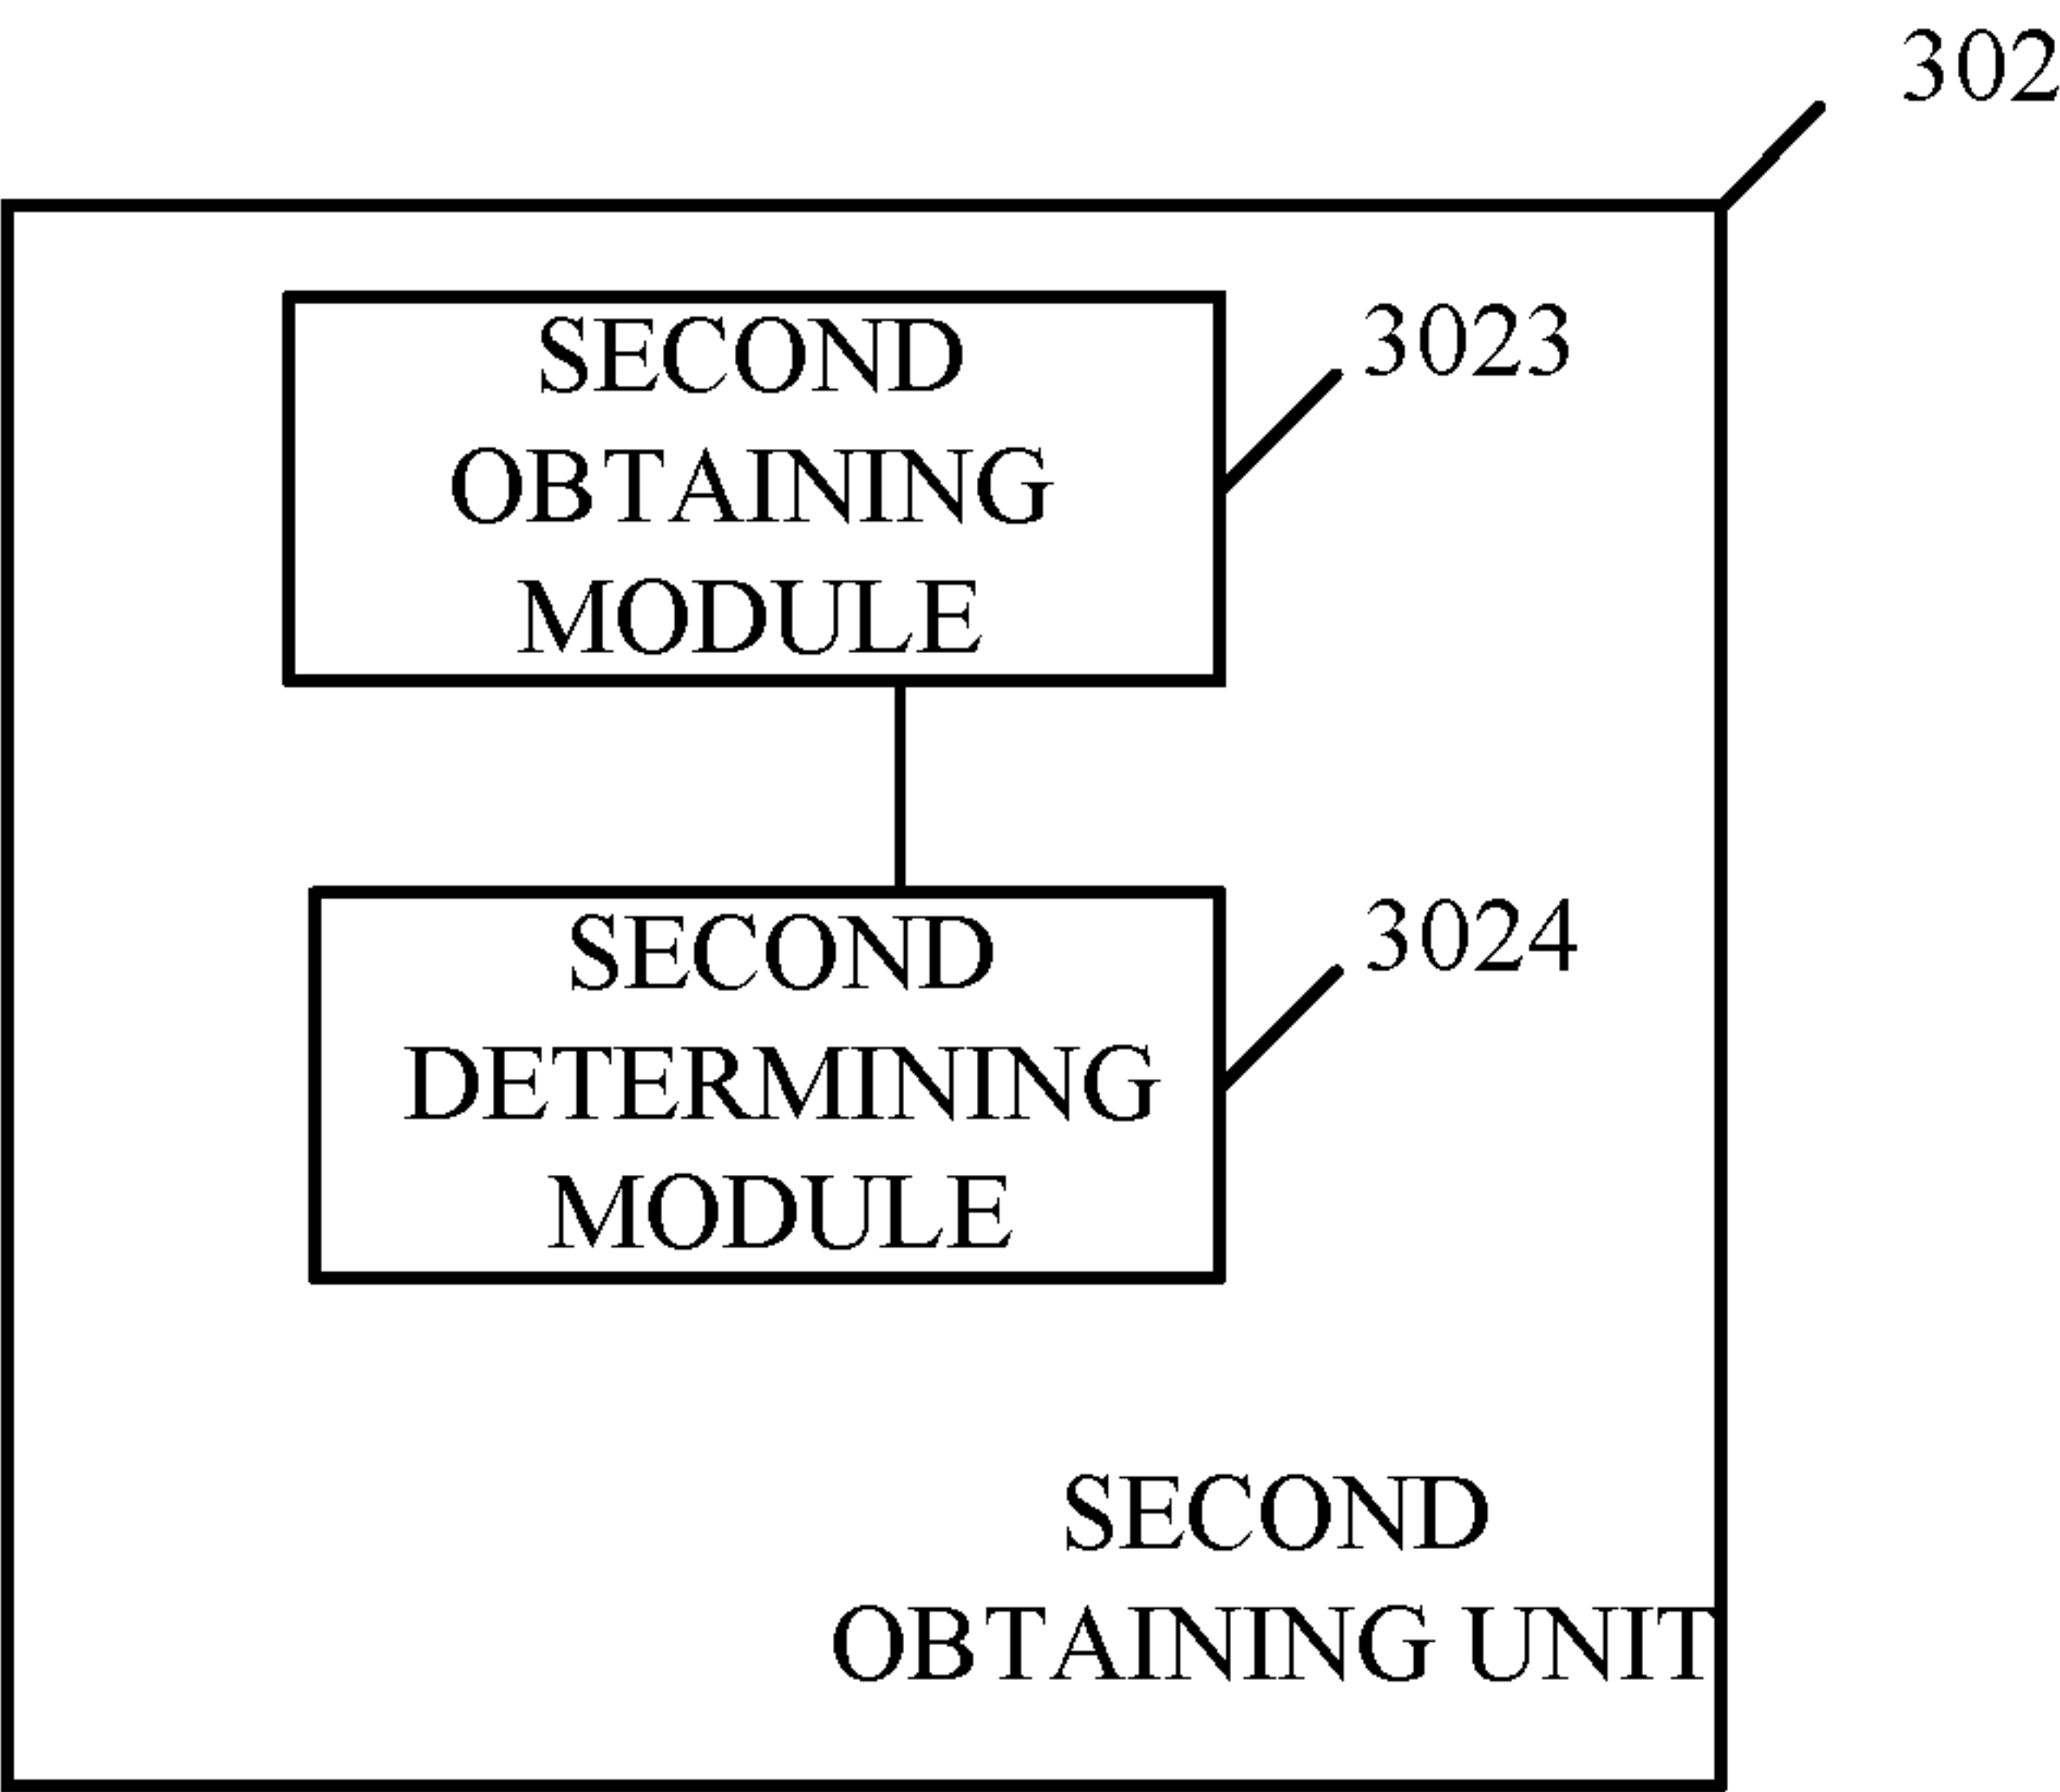 302
SECOND
OBTAINING
MODULE
3023
SECOND
DETERMINING
MODULE
3024
SECOND
OBTAINING UNIT